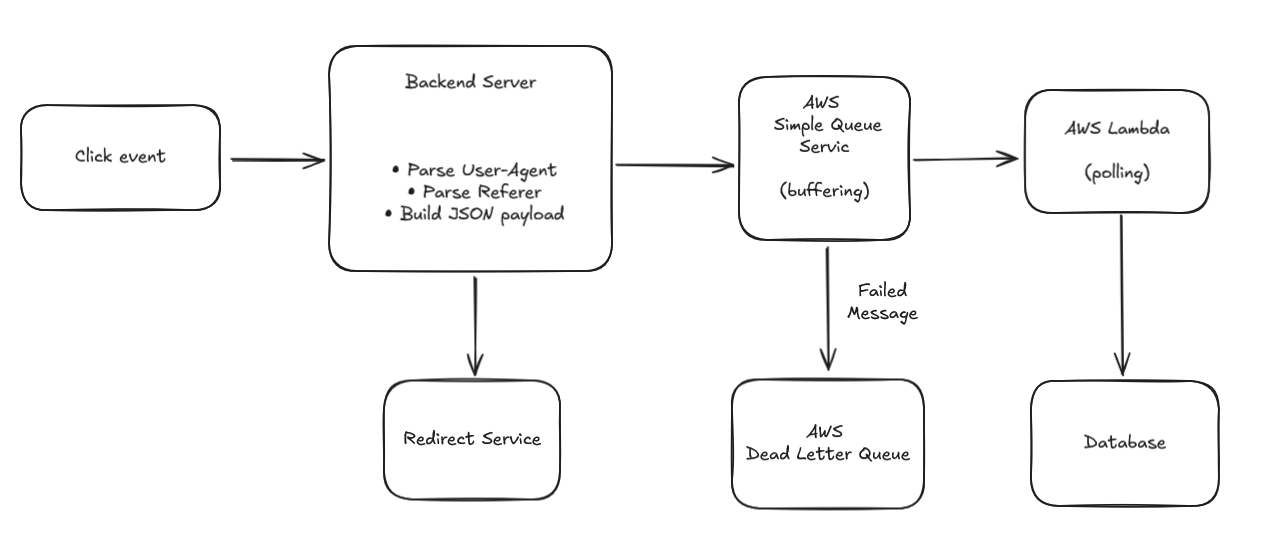 Click event
Backend Server
• Parse User-Agent
• Parse Referer
• Build JSON payload
AWS
Simple Queue
Servic
(buffering)
AWS Lambda
(polling)
Failed
Message
Redirect Service
AWS
Dead Letter Queue
Database